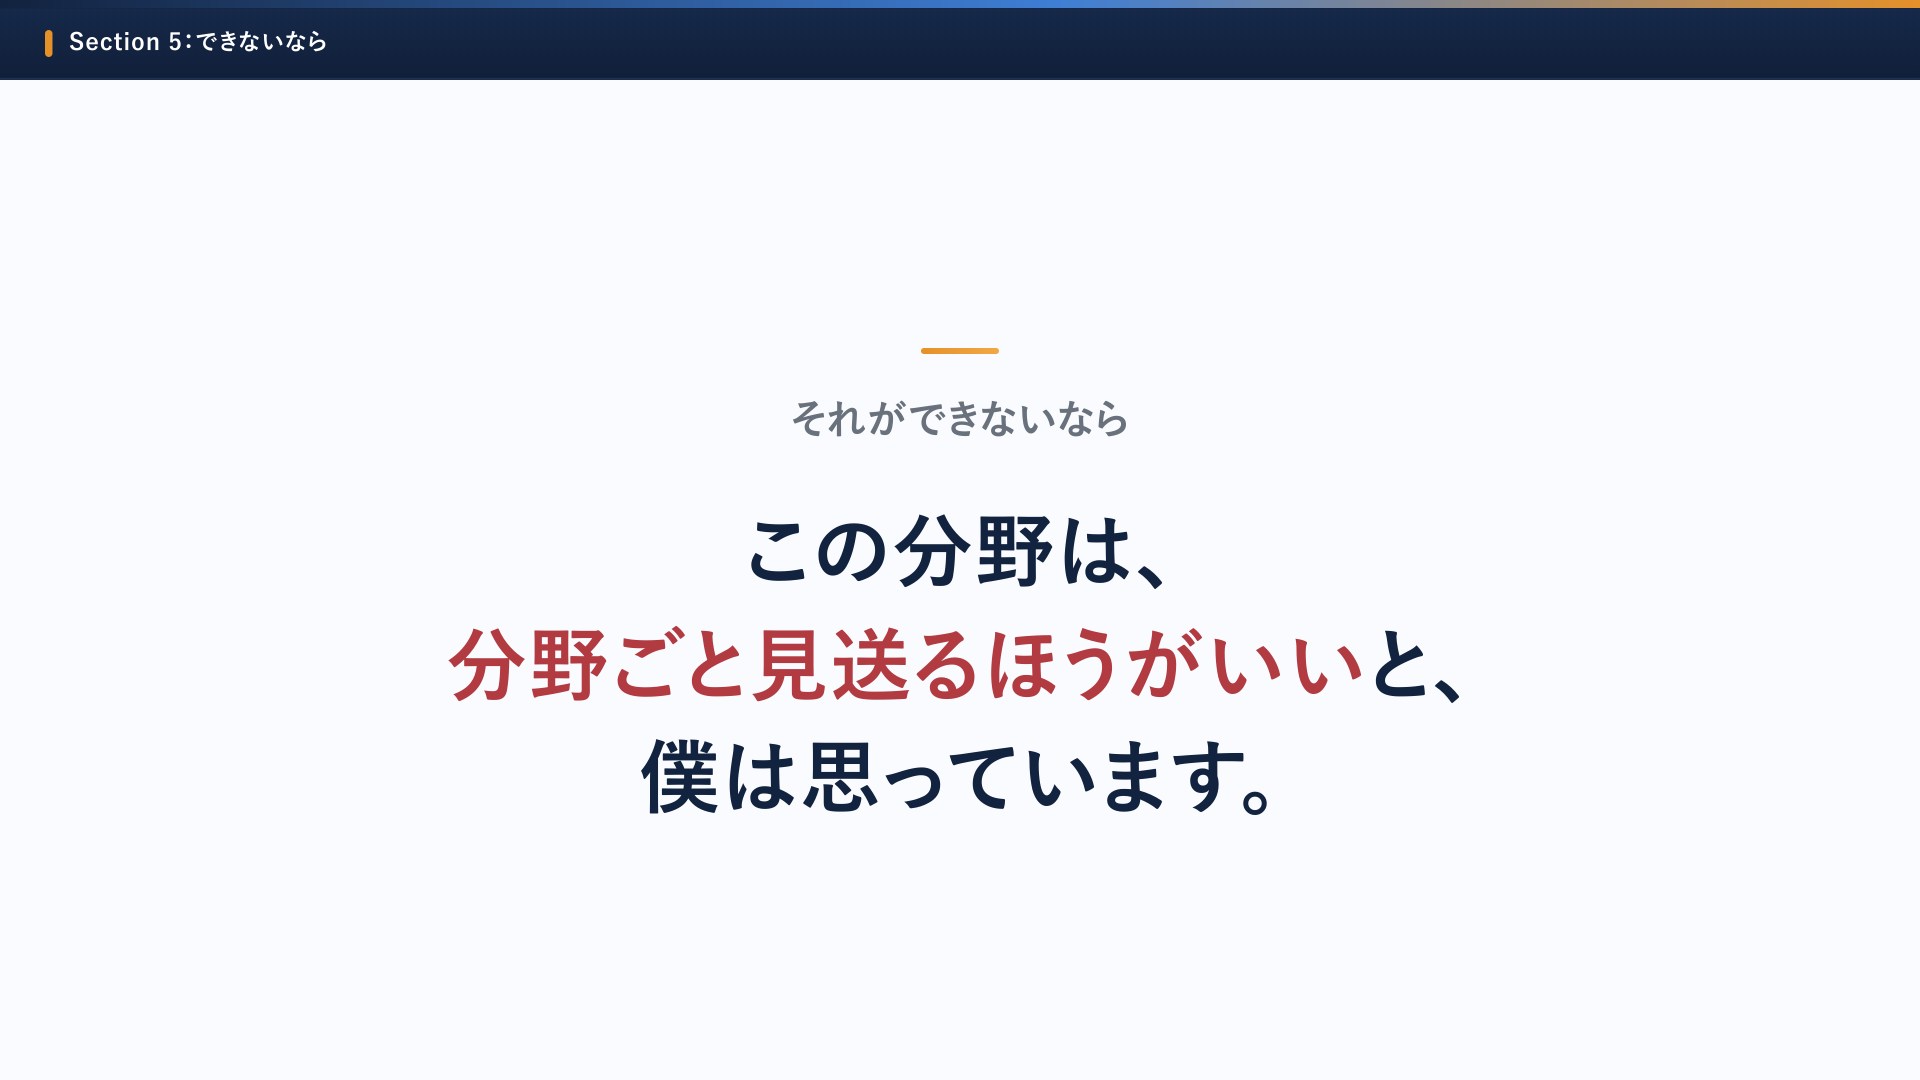 Section 5：できないなら
それができないなら
この分野は、
分野ごと見送るほうがいいと、
僕は思っています。